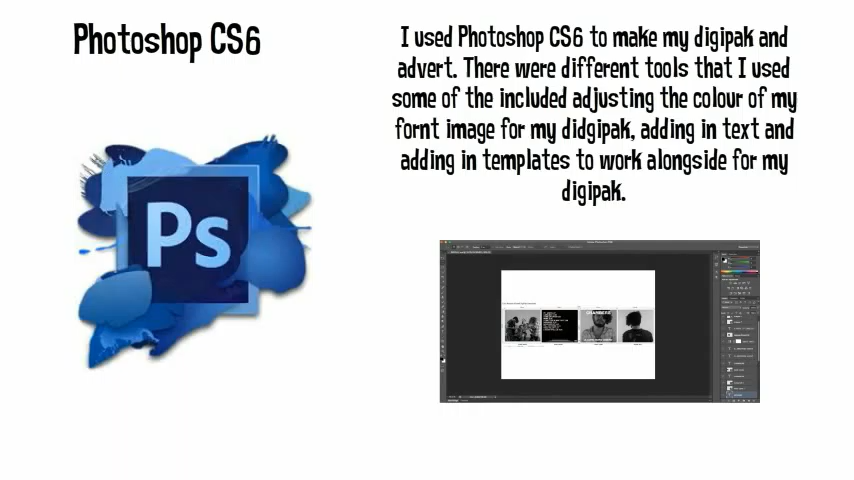 Photoshop CS6
I used Photoshop CS6 to make my digipak and
advert. There were different tools that I used
some of the included adjusting the colour of my
fornt image for my didgipak, adding in text and
adding in templates to work alongside for my
digipak.
Ps